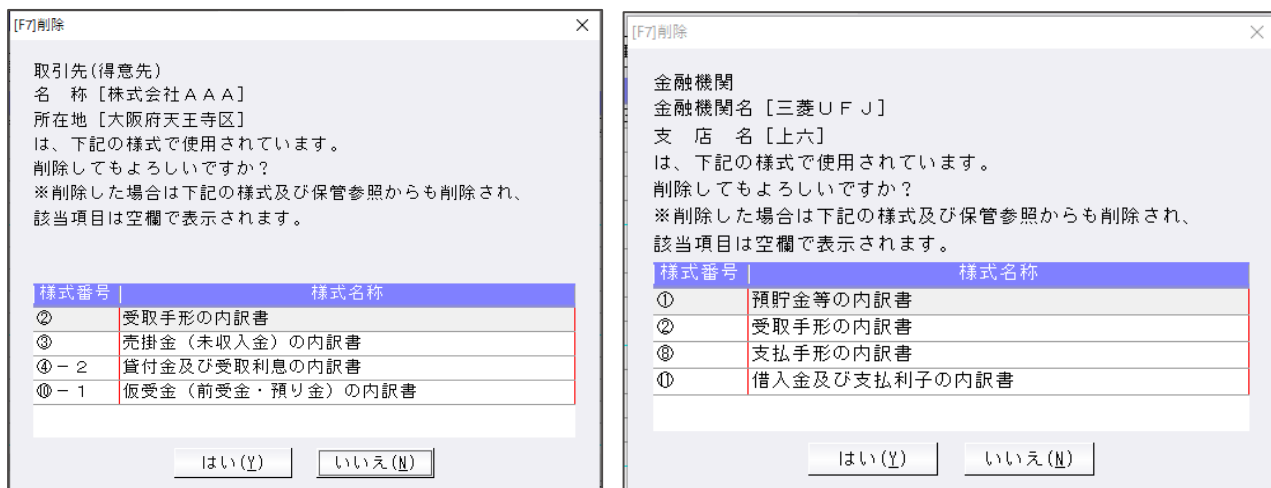 [F7]削除
取引先(得意先)
名　称 [株式会社ＡＡＡ]
所在地 [大阪府天王寺区]
は、下記の様式で使用されています。
削除してもよろしいですか？
※削除した場合は下記の様式及び保管参照からも削除され、
該当項目は空欄で表示されます。
様式番号 | 様式名称
② 受取手形の内訳書
③ 売掛金（未収入金）の内訳書
④－２ 貸付金及び受取利息の内訳書
⑩－１ 仮受金（前受金・預り金）の内訳書
はい(Y) いいえ(N)
[F7]削除
金融機関
金融機関名 [三菱ＵＦＪ]
支　店　名 [上六]
は、下記の様式で使用されています。
削除してもよろしいですか？
※削除した場合は下記の様式及び保管参照からも削除され、
該当項目は空欄で表示されます。
様式番号 | 様式名称
① 預貯金等の内訳書
② 受取手形の内訳書
⑧ 支払手形の内訳書
⑪ 借入金及び支払利子の内訳書
はい(Y) いいえ(N)